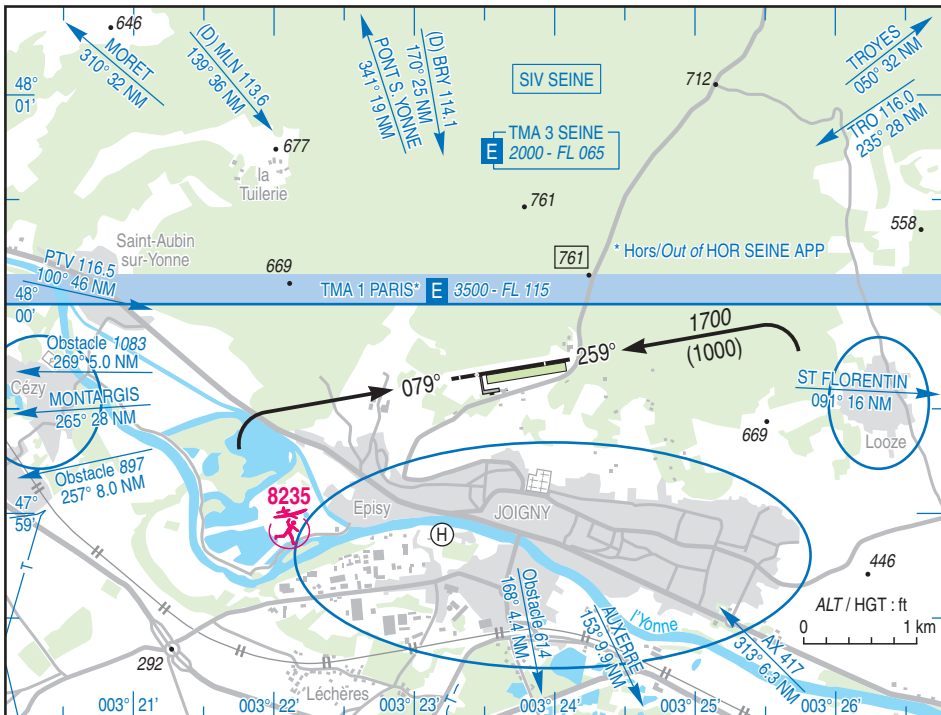 646
MORET
310° 32 NM
(D) MLN 113.6
139° 36 NM
PONT S. YONNE
341° 19 NM
(D) BRY 114.1
170° 25 NM
SIV SEINE
712
TROYES
050° 32 NM
TRO 116.0
235° 28 NM
48°
01'
677
la
Tuilerie
TMA 3 SEINE
E 2000 - FL 065
761
558
Saint-Aubin
sur-Yonne
PTV 116.5
100° 46 NM
669
761
* Hors/Out of HOR SEINE APP
TMA 1 PARIS* E 3500 - FL 115
48°
00'
1700
(1000)
259°
079°
Obstacle 1083
269° 5.0 NM
Cézy
MONTARGIS
265° 28 NM
ST FLORENTIN
091° 16 NM
669
Looze
Obstacle 897
257° 8.0 NM
47°
59'
8235
Episy
JOIGNY
H
T
446
Obstacle 614
168° 4.4 NM
AUXERRE
153° 9.9 NM
l'Yonne
AX 417
313° 6.3 NM
ALT / HGT : ft
0 1 km
292
Léchères
003° 21'
003° 22'
003° 23'
003° 24'
003° 25'
003° 26'